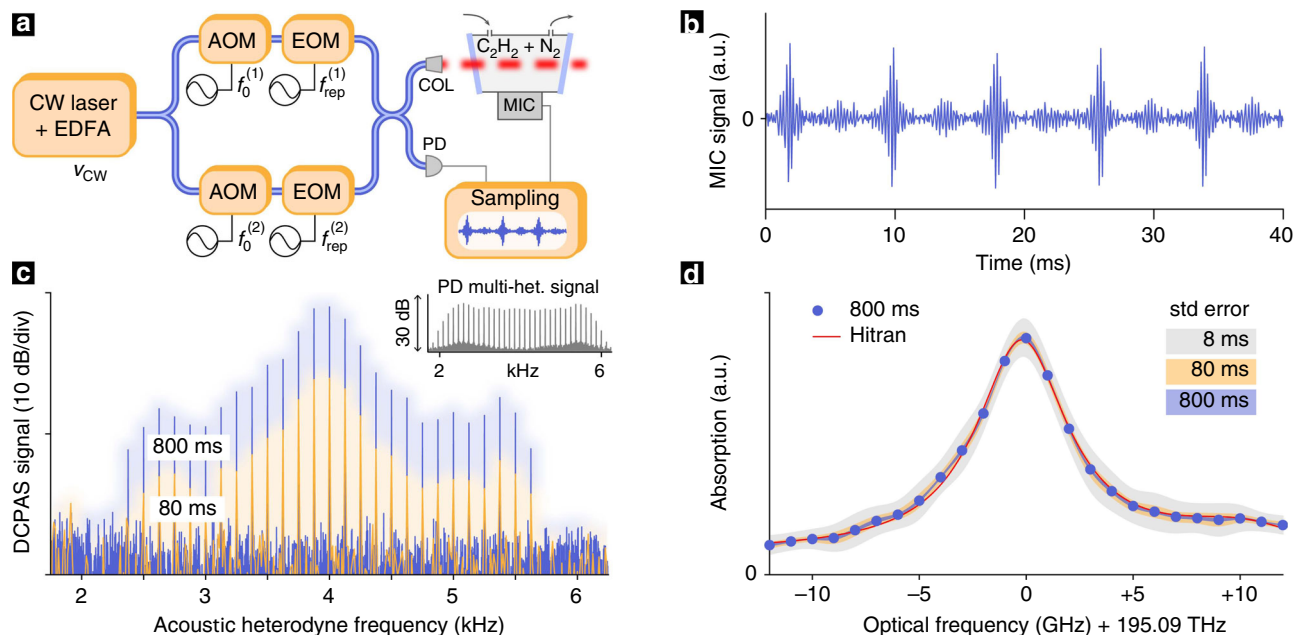 a
AOM
EOM
f₀⁽¹⁾
f_rep⁽¹⁾
CW laser
+ EDFA
ν_CW
AOM
EOM
f₀⁽²⁾
f_rep⁽²⁾
COL
C₂H₂ + N₂
MIC
PD
Sampling
b
MIC signal (a.u.)
0
0
10
20
30
40
Time (ms)
c
DCPAS signal (10 dB/div)
PD multi-het. signal
30 dB
2
kHz
6
800 ms
80 ms
2
3
4
5
6
Acoustic heterodyne frequency (kHz)
d
Absorption (a.u.)
800 ms
Hitran
std error
8 ms
80 ms
800 ms
0
−10
−5
0
+5
+10
Optical frequency (GHz) + 195.09 THz